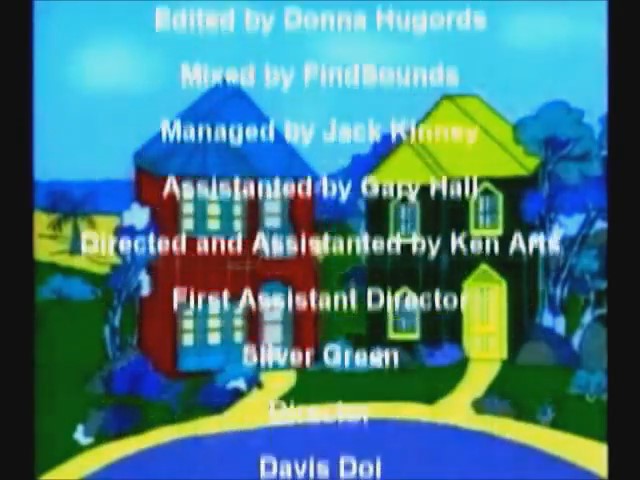 Edited by Donna Hugords
Mixed by FindSounds
Managed by Jack Kinney
Assistanted by Gary Hall
Directed and Assistanted by Ken Arts
First Assistant Director
Silver Green
Director
Davis Doi